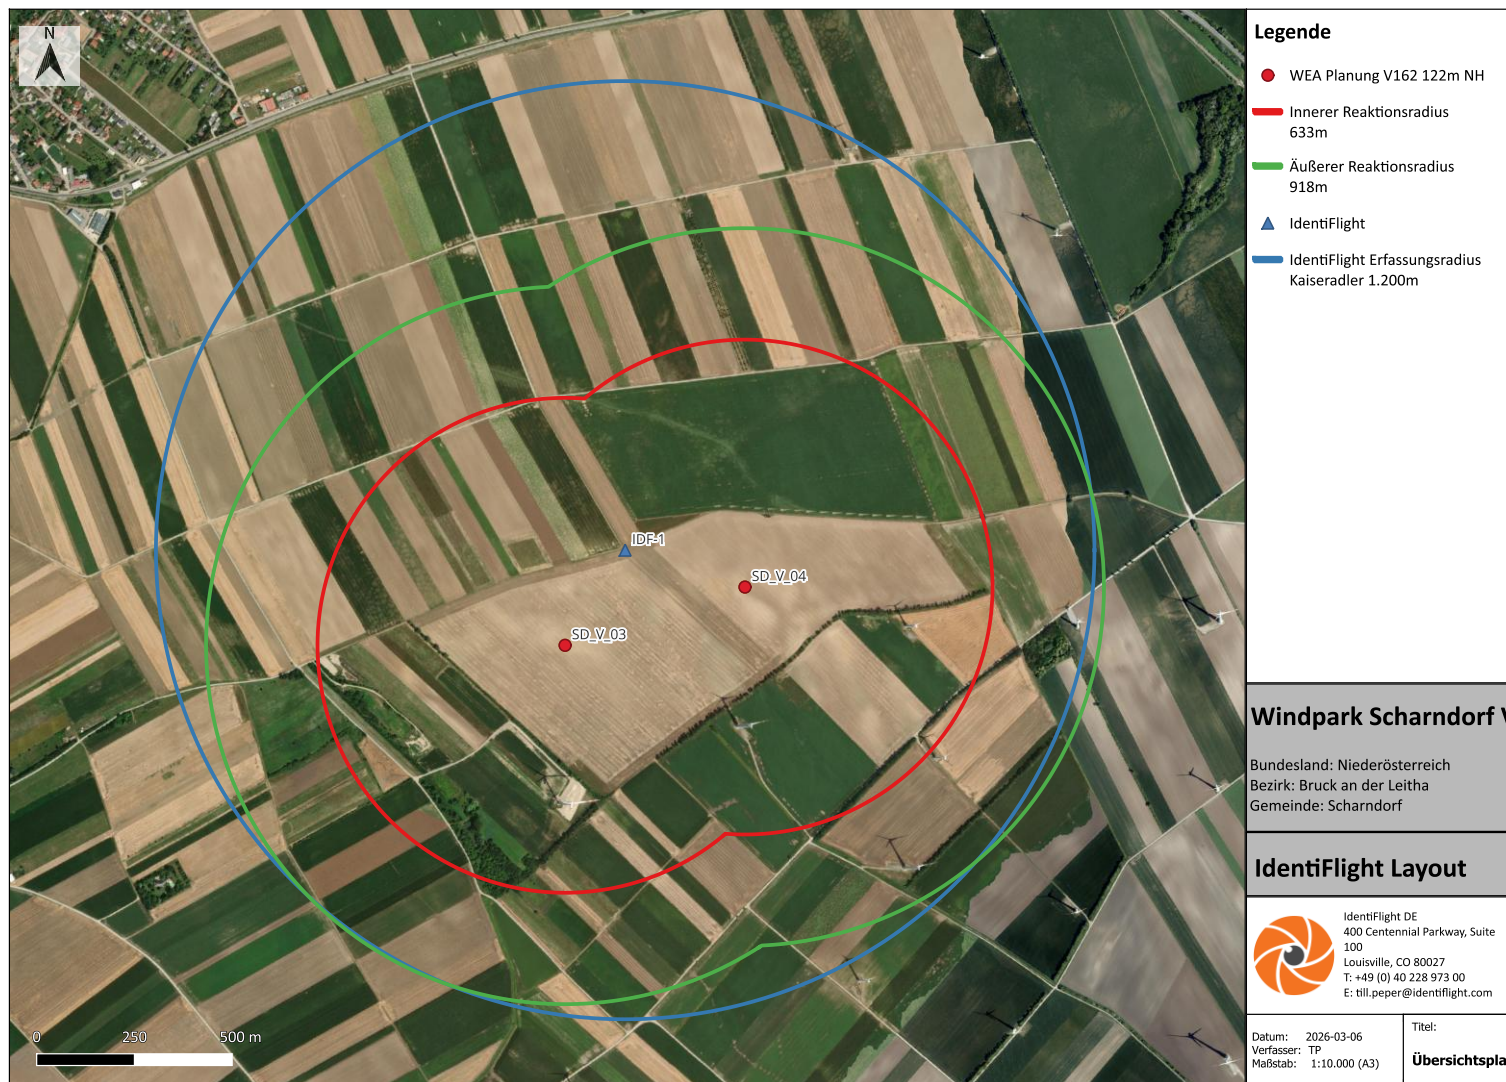 N
Legende
WEA Planung V162 122m NH
Innerer Reaktionsradius
633m
Äußerer Reaktionsradius
918m
IdentiFlight
IdentiFlight Erfassungsradius
Kaiseradler 1.200m
IDF-1
SD_V_04
SD_V_03
0 250 500 m
Windpark Scharndorf V
Bundesland: Niederösterreich
Bezirk: Bruck an der Leitha
Gemeinde: Scharndorf
IdentiFlight Layout
IdentiFlight DE
400 Centennial Parkway, Suite
100
Louisville, CO 80027
T: +49 (0) 40 228 973 00
E: till.peper@identiflight.com
Datum: 2026-03-06
Verfasser: TP
Maßstab: 1:10.000 (A3)
Titel:
Übersichtspla